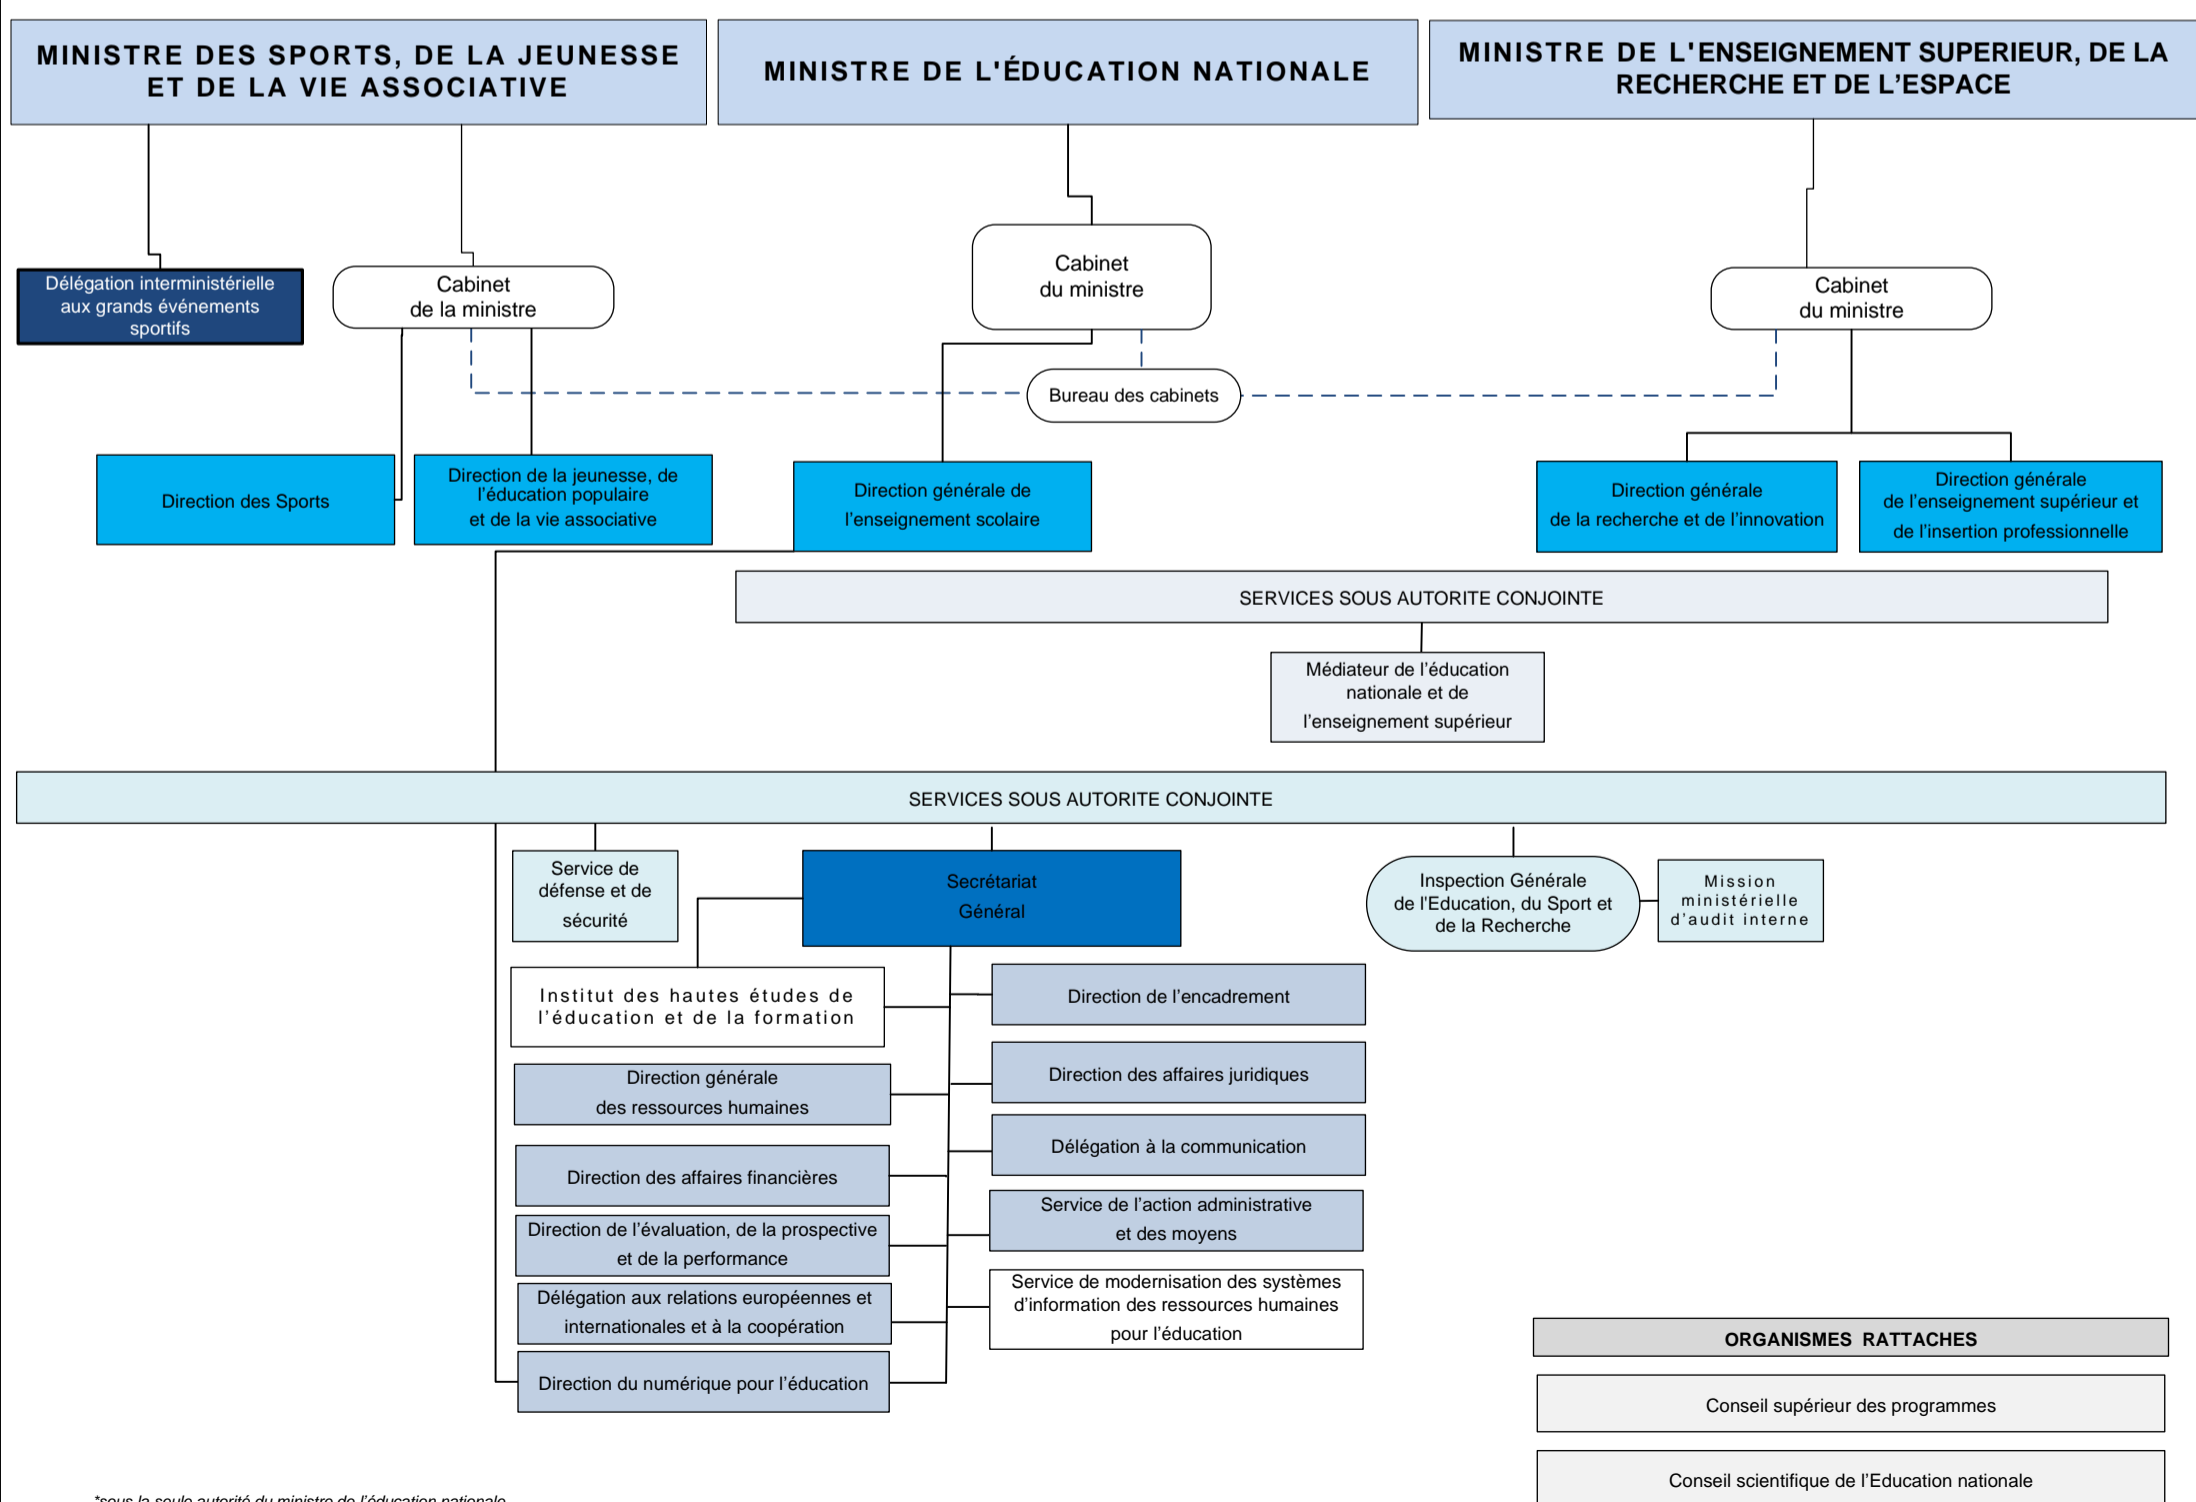 MINISTRE DES SPORTS, DE LA JEUNESSE
ET DE LA VIE ASSOCIATIVE
MINISTRE DE L'ÉDUCATION NATIONALE
MINISTRE DE L'ENSEIGNEMENT SUPERIEUR, DE LA
RECHERCHE ET DE L’ESPACE
Délégation interministérielle
aux grands événements
sportifs
Cabinet
de la ministre
Cabinet
du ministre
Cabinet
du ministre
Bureau des cabinets
Direction des Sports
Direction de la jeunesse, de
l’éducation populaire
et de la vie associative
Direction générale de
l’enseignement scolaire
Direction générale
de la recherche et de l’innovation
Direction générale
de l’enseignement supérieur et
de l’insertion professionnelle
SERVICES SOUS AUTORITE CONJOINTE
Médiateur de l’éducation
nationale et de
l’enseignement supérieur
SERVICES SOUS AUTORITE CONJOINTE
Service de
défense et de
sécurité
Secrétariat
Général
Inspection Générale
de l'Education, du Sport et
de la Recherche
Mission
ministérielle
d'audit interne
Institut des hautes études de
l’éducation et de la formation
Direction de l’encadrement
Direction générale
des ressources humaines
Direction des affaires juridiques
Direction des affaires financières
Délégation à la communication
Direction de l’évaluation, de la prospective
et de la performance
Service de l’action administrative
et des moyens
Délégation aux relations européennes et
internationales et à la coopération
Service de modernisation des systèmes
d’information des ressources humaines
pour l’éducation
Direction du numérique pour l’éducation
ORGANISMES RATTACHES
Conseil supérieur des programmes
Conseil scientifique de l’Education nationale
*sous la seule autorité du ministre de l’éducation nationale